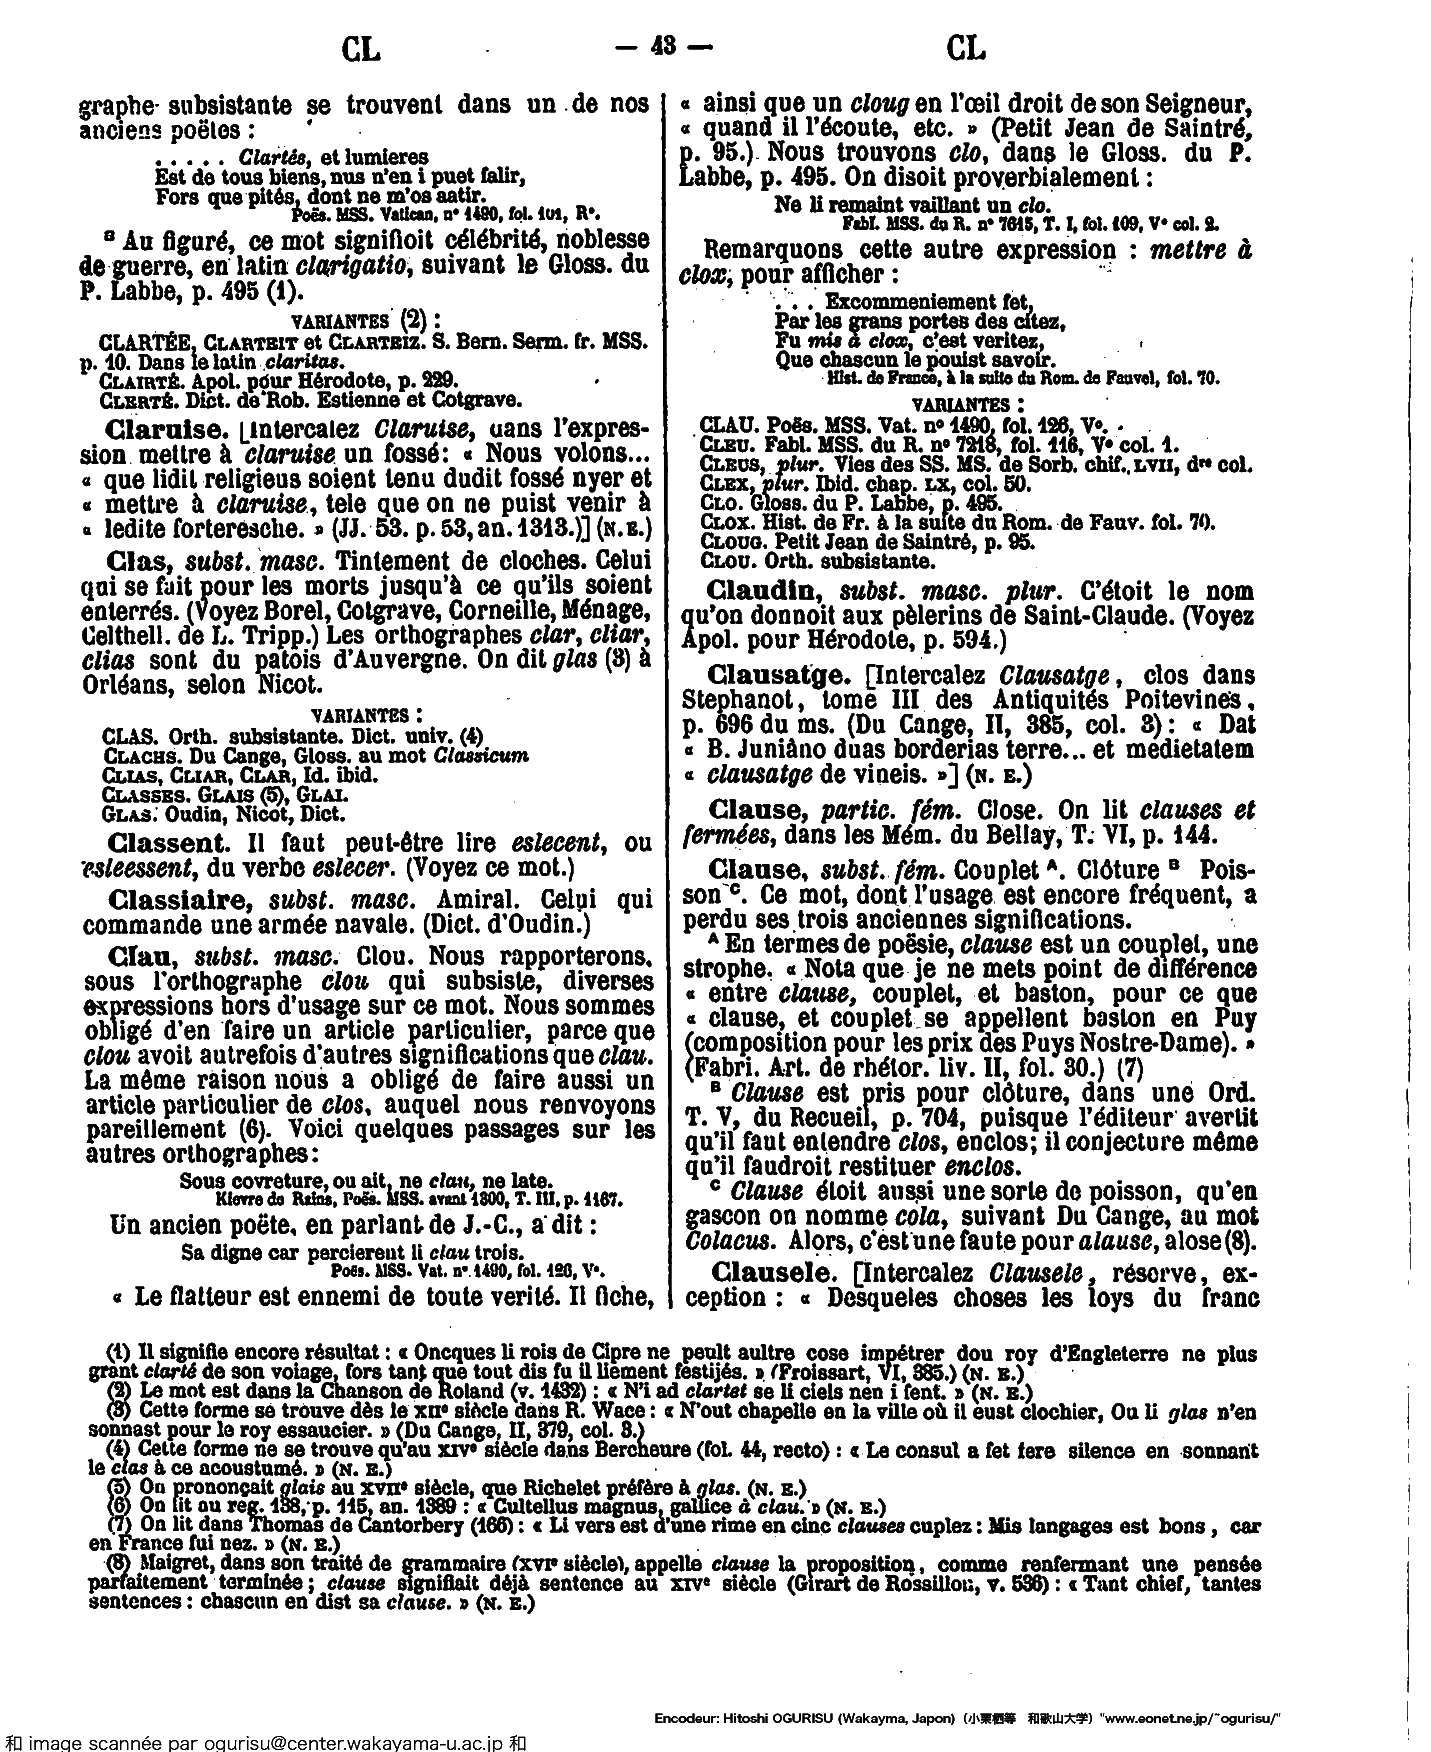 CL
— 43 —
CL
graphe subsistante se trouvent dans un de nos
anciens poëtes :
. . . . . Clartés, et lumieres
Est de tous biens, nus n'en i puet falir,
Fors que pités, dont ne m'os aatir.
Poës. MSS. Vatican, nº 1490, fol. 101, Rº.
B Au figuré, ce mot signifioit célébrité, noblesse
de guerre, en latin clarigatio, suivant le Gloss. du
P. Labbe, p. 495 (1).
VARIANTES (2) :
CLARTÉE, CLARTEIT et CLARTEIZ. S. Bern. Serm. fr. MSS.
p. 10. Dans le latin claritas.
CLAIRTÉ. Apol. pour Hérodote, p. 229.
CLERTÉ. Dict. de Rob. Estienne et Cotgrave.
Claruise. [Intercalez Claruise, dans l'expres-
sion mettre à claruise un fossé : « Nous volons...
« que lidit religieus soient tenu dudit fossé nyer et
« mettre à claruise, tele que on ne puist venir à
« ledite forteresche. » (JJ. 53. p. 53, an. 1313.)] (N. E.)
Clas, subst. masc. Tintement de cloches. Celui
qui se fait pour les morts jusqu'à ce qu'ils soient
enterrés. (Voyez Borel, Cotgrave, Corneille, Ménage,
Celthell. de L. Tripp.) Les orthographes clar, cliar,
clias sont du patois d'Auvergne. On dit glas (3) à
Orléans, selon Nicot.
VARIANTES :
CLAS. Orth. subsistante. Dict. univ. (4)
CLACHS. Du Cange, Gloss. au mot Classicum
CLIAS, CLIAR, CLAR, Id. ibid.
CLASSES. GLAIS (5), GLAI.
GLAS. Oudin, Nicot, Dict.
Classent. Il faut peut-être lire eslecent, ou
esleessent, du verbe eslecer. (Voyez ce mot.)
Classiaire, subst. masc. Amiral. Celui qui
commande une armée navale. (Dict. d'Oudin.)
Clau, subst. masc. Clou. Nous rapporterons,
sous l'orthographe clou qui subsiste, diverses
expressions hors d'usage sur ce mot. Nous sommes
obligé d'en faire un article particulier, parce que
clou avoit autrefois d'autres significations que clau.
La même raison nous a obligé de faire aussi un
article particulier de clos, auquel nous renvoyons
pareillement (6). Voici quelques passages sur les
autres orthographes :
Sous covreture, ou ait, ne clau, ne late.
Kievre de Rains, Poës. MSS. avant 1300, T. III, p. 1167.
Un ancien poëte, en parlant de J.-C., a dit :
Sa digne car percierent li clau trois.
Poës. MSS. Vat. nº 1490, fol. 126, Vº.
« Le flatteur est ennemi de toute verité. Il fiche,
« ainsi que un cloug en l'œil droit de son Seigneur,
« quand il l'écoute, etc. » (Petit Jean de Saintré,
p. 95.) Nous trouvons clo, dans le Gloss. du P.
Labbe, p. 495. On disoit proverbialement :
Ne li remaint vaillant un clo.
Fabl. MSS. du R. nº 7615, T. I, fol. 109, Vº col. 2.
Remarquons cette autre expression : mettre à
clox, pour afficher :
. . . Excommeniement fet,
Par les grans portes des citez,
Fu mis à clox, c'est veritez,
Que chascun le pouist savoir.
Hist. de France, à la suite du Rom. de Fauvel, fol. 70.
VARIANTES :
CLAU. Poës. MSS. Vat. nº 1490, fol. 126, Vº.
CLEU. Fabl. MSS. du R. nº 7218, fol. 116, Vº col. 1.
CLEUS, plur. Vies des SS. MS. de Sorb. chif. LVII, dre col.
CLEX, plur. Ibid. chap. LX, col. 50.
CLO. Gloss. du P. Labbe, p. 495.
CLOX. Hist. de Fr. à la suite du Rom. de Fauv. fol. 70.
CLOUG. Petit Jean de Saintré, p. 95.
CLOU. Orth. subsistante.
Claudin, subst. masc. plur. C'étoit le nom
qu'on donnoit aux pèlerins de Saint-Claude. (Voyez
Apol. pour Hérodote, p. 594.)
Clausatge. [Intercalez Clausatge, clos dans
Stephanot, tome III des Antiquités Poitevines,
p. 696 du ms. (Du Cange, II, 385, col. 3) : « Dat
« B. Juniâno duas borderias terre... et medietatem
« clausatge de vineis. »] (N. E.)
Clause, partic. fém. Close. On lit clauses et
fermées, dans les Mém. du Bellay, T. VI, p. 144.
Clause, subst. fém. Couplet A. Clôture B Pois-
son C. Ce mot, dont l'usage est encore fréquent, a
perdu ses trois anciennes significations.
A En termes de poësie, clause est un couplet, une
strophe. « Nota que je ne mets point de différence
« entre clause, couplet, et baston, pour ce que
« clause, et couplet se appellent baston en Puy
(composition pour les prix des Puys Nostre-Dame). »
(Fabri. Art. de rhétor. liv. II, fol. 30.) (7)
B Clause est pris pour clôture, dans une Ord.
T. V, du Recueil, p. 704, puisque l'éditeur avertit
qu'il faut entendre clos, enclos; il conjecture même
qu'il faudroit restituer enclos.
C Clause étoit aussi une sorte de poisson, qu'en
gascon on nomme cola, suivant Du Cange, au mot
Colacus. Alors, c'est une faute pour alause, alose (8).
Clausele. [Intercalez Clausele, réserve, ex-
ception : « Desqueles choses les loys du franc
(1) Il signifie encore résultat : « Oncques li rois de Cipre ne peult aultre cose impétrer dou roy d'Engleterre ne plus
grant clarté de son voiage, fors tant que tout dis fu il liement festijés. » (Froissart, VI, 385.) (N. E.)
(2) Le mot est dans la Chanson de Roland (v. 1432) : « N'i ad clartet se li ciels nen i fent. » (N. E.)
(3) Cette forme se trouve dès le XIIe siècle dans R. Wace : « N'out chapelle en la ville où il eust clochier, Ou li glas n'en
sonnast pour le roy essaucier. » (Du Cange, II, 379, col. 3.)
(4) Cette forme ne se trouve qu'au XIVe siècle dans Bercheure (fol. 44, recto) : « Le consul a fet fere silence en sonnant
le clas à ce acoustumé. » (N. E.)
(5) On prononçait glais au XVIIe siècle, que Richelet préfère à glas. (N. E.)
(6) On lit au reg. 138, p. 115, an. 1389 : « Cultellus magnus, gallice à clau. » (N. E.)
(7) On lit dans Thomas de Cantorbery (166) : « Li vers est d'une rime en cinc clauses cuplez : Mis langages est bons, car
en France fui nez. » (N. E.)
(8) Maigret, dans son traité de grammaire (XVIe siècle), appelle clause la proposition, comme renfermant une pensée
parfaitement terminée ; clause signifiait déjà sentence au XIVe siècle (Girart de Rossillon, v. 536) : « Tant chief, tantes
sentences : chascun en dist sa clause. » (N. E.)
Encodeur: Hitoshi OGURISU (Wakayma, Japon) (小栗栖等 和歌山大学) "www.eonet.ne.jp/~ogurisu/"
和 image scannée par ogurisu@center.wakayama-u.ac.jp 和